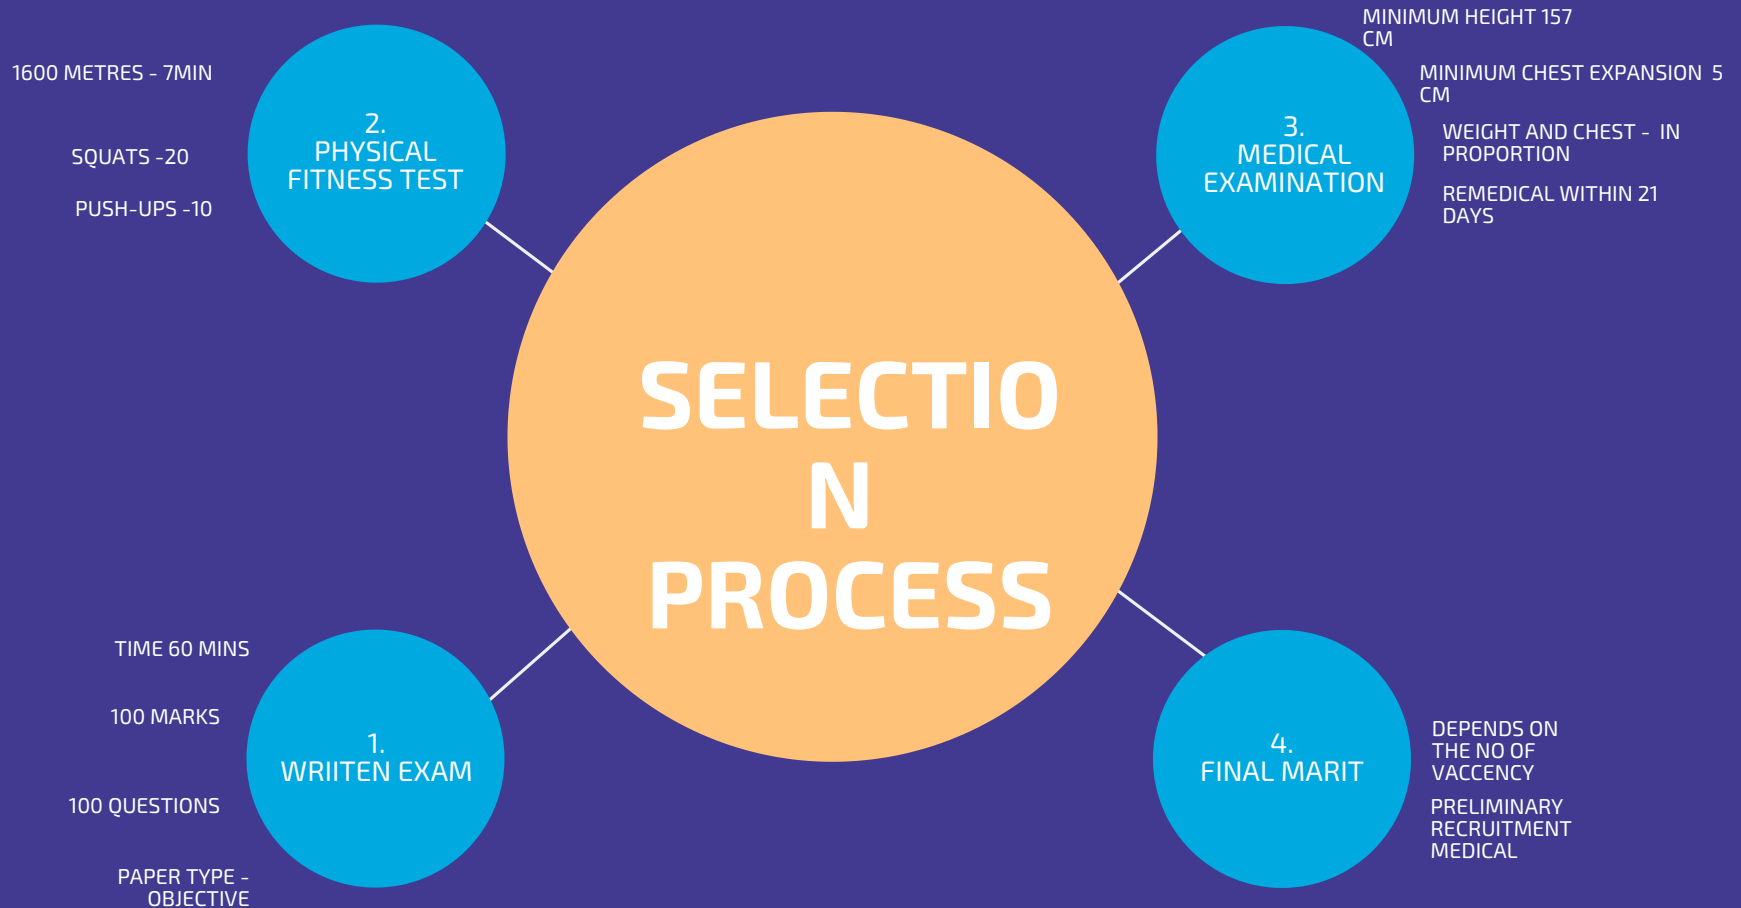 1600 METRES - 7MIN
SQUATS -20
PUSH-UPS -10
2.
PHYSICAL
FITNESS TEST
MINIMUM HEIGHT 157
CM
MINIMUM CHEST EXPANSION 5
CM
WEIGHT AND CHEST - IN
PROPORTION
REMEDICAL WITHIN 21
DAYS
3.
MEDICAL
EXAMINATION
SELECTIO
N
PROCESS
TIME 60 MINS
100 MARKS
100 QUESTIONS
PAPER TYPE -
OBJECTIVE
1.
WRIITEN EXAM
4.
FINAL MARIT
DEPENDS ON
THE NO OF
VACCENCY
PRELIMINARY
RECRUITMENT
MEDICAL